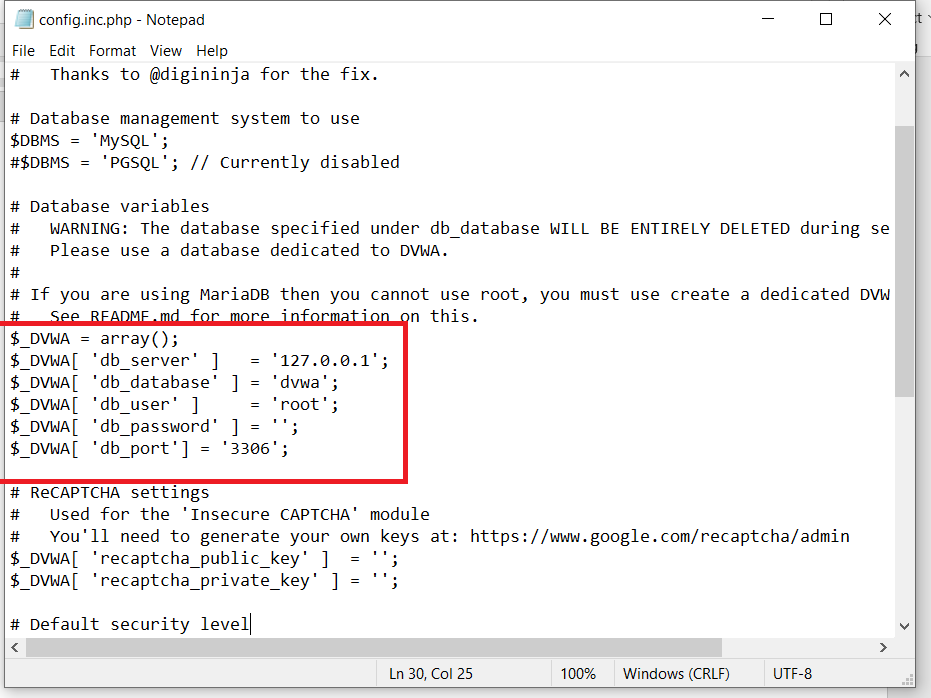 config.inc.php - Notepad
File Edit Format View Help
#   Thanks to @digininja for the fix.
# Database management system to use
$DBMS = 'MySQL';
#$DBMS = 'PGSQL'; // Currently disabled
# Database variables
#   WARNING: The database specified under db_database WILL BE ENTIRELY DELETED during se
#   Please use a database dedicated to DVWA.
#
# If you are using MariaDB then you cannot use root, you must use create a dedicated DVW
#   See README.md for more information on this.
$_DVWA = array();
$_DVWA[ 'db_server' ]   = '127.0.0.1';
$_DVWA[ 'db_database' ] = 'dvwa';
$_DVWA[ 'db_user' ]     = 'root';
$_DVWA[ 'db_password' ] = '';
$_DVWA[ 'db_port'] = '3306';
# ReCAPTCHA settings
#   Used for the 'Insecure CAPTCHA' module
#   You'll need to generate your own keys at: https://www.google.com/recaptcha/admin
$_DVWA[ 'recaptcha_public_key' ]  = '';
$_DVWA[ 'recaptcha_private_key' ] = '';
# Default security level
Ln 30, Col 25 100% Windows (CRLF) UTF-8